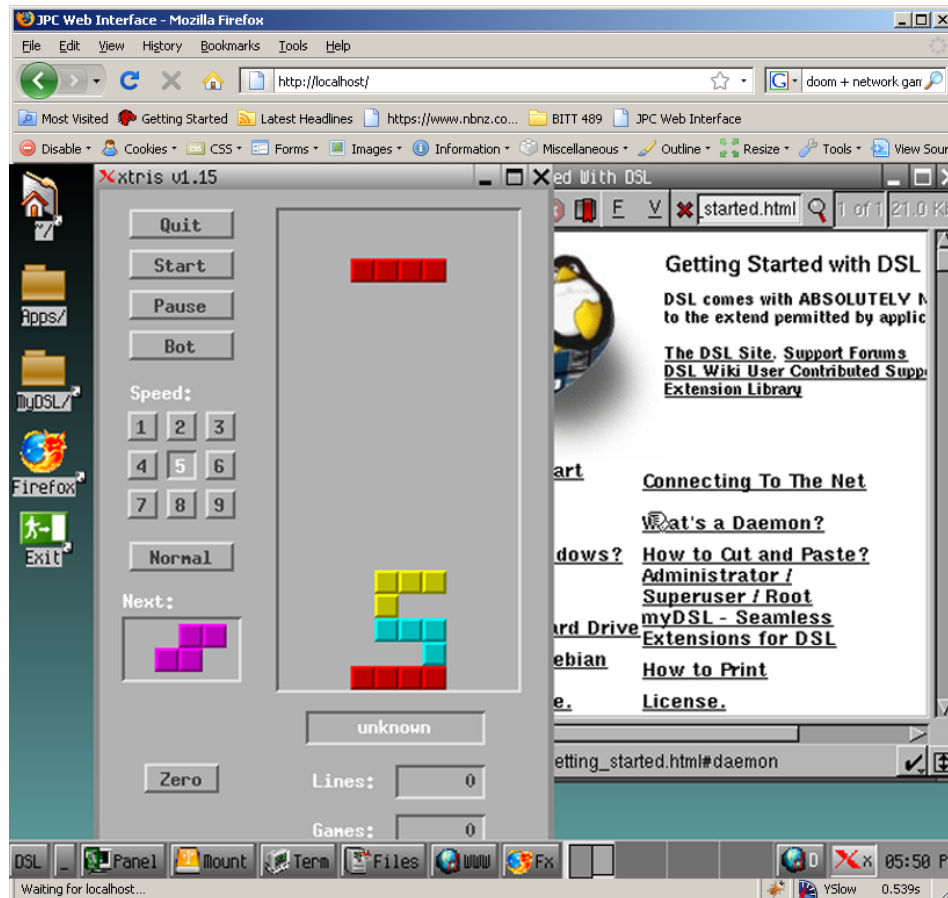 JPC Web Interface - Mozilla Firefox
File Edit View History Bookmarks Tools Help
http://localhost/
G doom + network gam
Most Visited Getting Started Latest Headlines https://www.nbnz.co... BITT 489 JPC Web Interface
Disable Cookies CSS Forms Images Information Miscellaneous Outline Resize Tools View Sour
~/
Apps/
MyDSL/
Firefox
Exit
xtris v1.15
Quit
Start
Pause
Bot
Speed:
1 2 3
4 5 6
7 8 9
Normal
Next:
unknown
Zero
Lines: 0
Games: 0
ed With DSL
F V _started.html 1 of 1 21.0 K
Getting Started with DSL
DSL comes with ABSOLUTELY N
to the extend permitted by applic
The DSL Site. Support Forums
DSL Wiki User Contributed Supp
Extension Library
art
Connecting To The Net
What's a Daemon?
dows? How to Cut and Paste?
Administrator /
Superuser / Root
ard Drive myDSL - Seamless
Extensions for DSL
ebian How to Print
e. License.
etting_started.html#daemon
DSL _ Panel Mount Term Files WWW Fx D x 05:50 P
Waiting for localhost... YSlow 0.539s